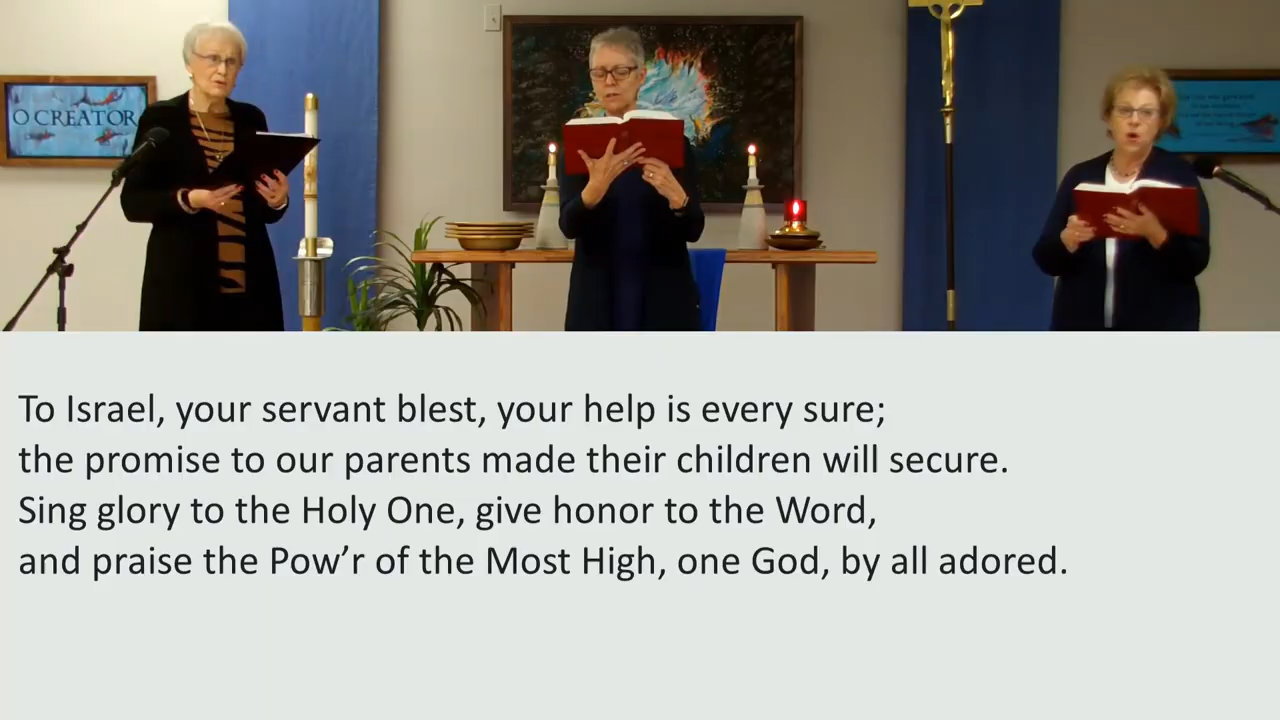 O CREATOR
To Israel, your servant blest, your help is every sure;
the promise to our parents made their children will secure.
Sing glory to the Holy One, give honor to the Word,
and praise the Pow’r of the Most High, one God, by all adored.